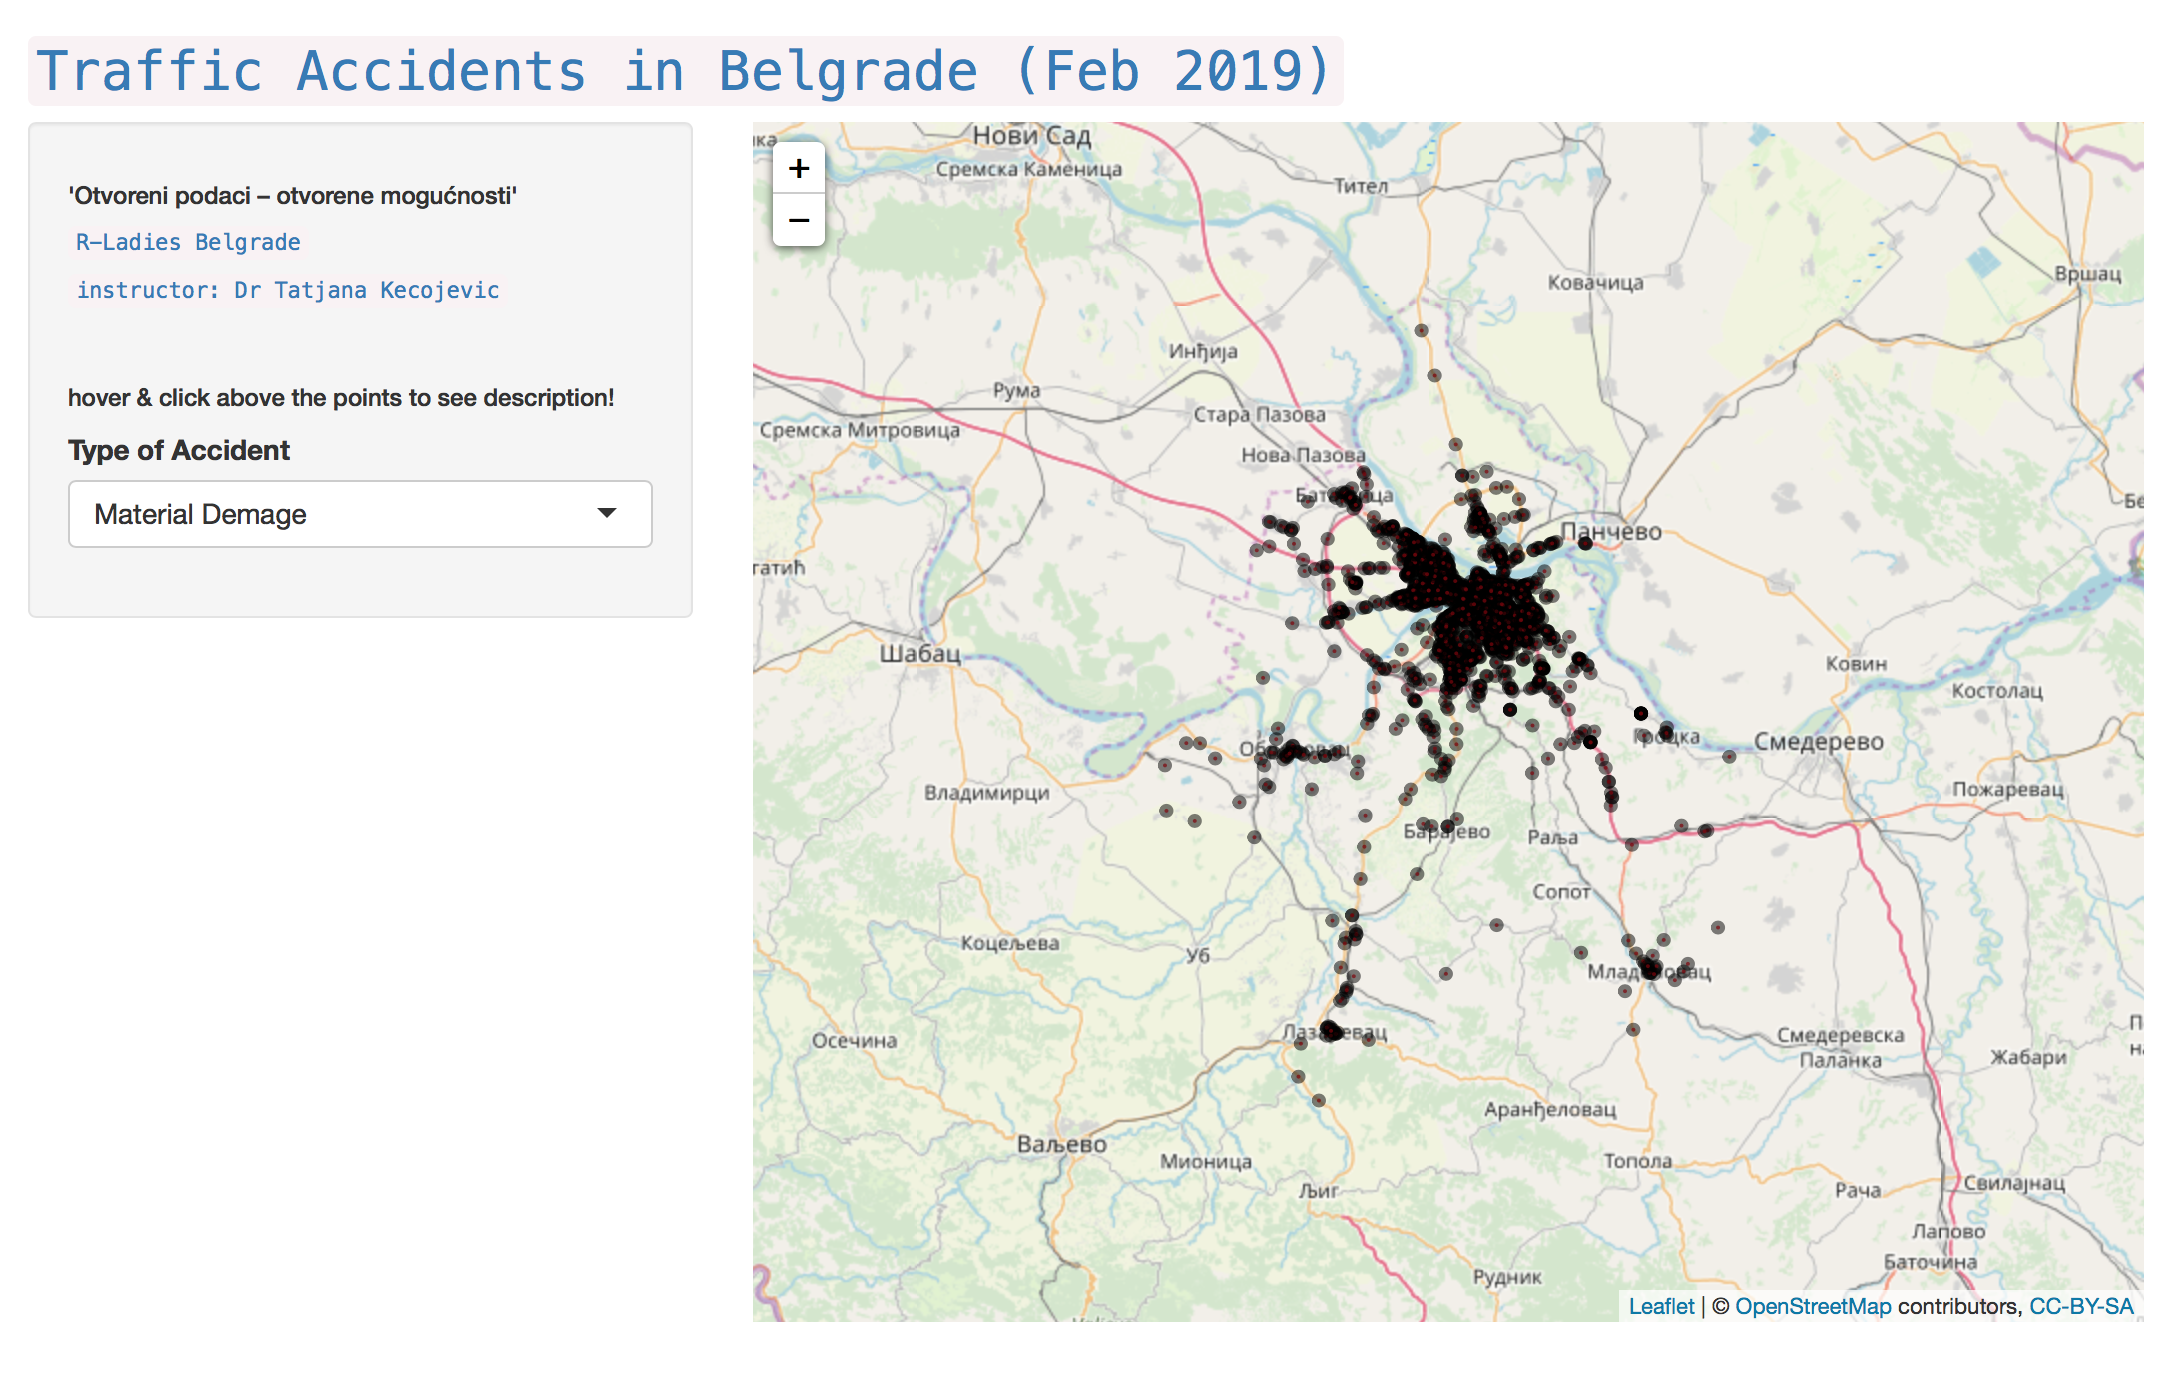 Traffic Accidents in Belgrade (Feb 2019)
'Otvoreni podaci – otvorene mogućnosti'
R-Ladies Belgrade
instructor: Dr Tatjana Kecojevic
hover & click above the points to see description!
Type of Accident
Material Demage
+
−
Нови Сад
Сремска Каменица
Тител
Ковачица
Вршац
Инђија
Рума
Стара Пазова
Сремска Митровица
Нова Пазова
Панчево
Шабац
Ковин
Костолац
Смедерево
Владимирци
Пожаревац
Барајево
Раља
Сопот
Коцељева
Уб
Осечина
Смедеревска
Паланка
Жабари
Аранђеловац
Ваљево
Мионица
Топола
Љиг
Рача
Свилајнац
Лапово
Баточина
Рудник
Leaflet | © OpenStreetMap contributors, CC-BY-SA